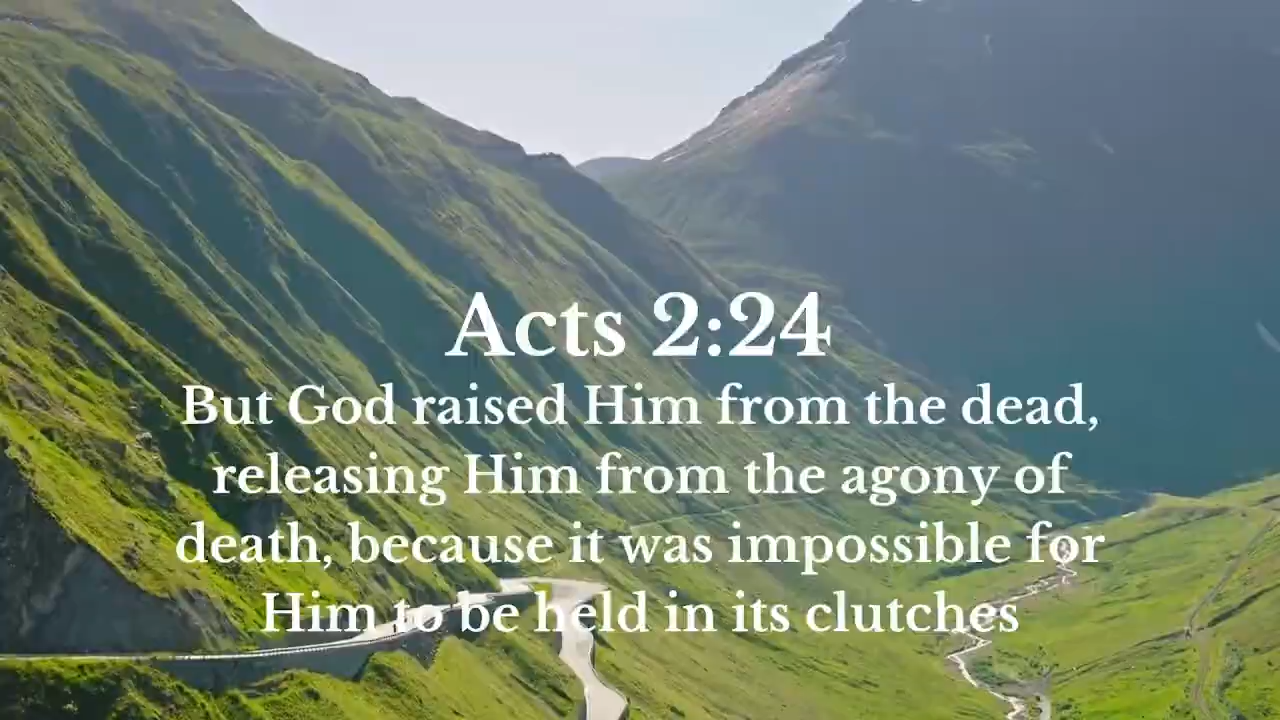 Acts 2:24
But God raised Him from the dead,
releasing Him from the agony of
death, because it was impossible for
Him to be held in its clutches